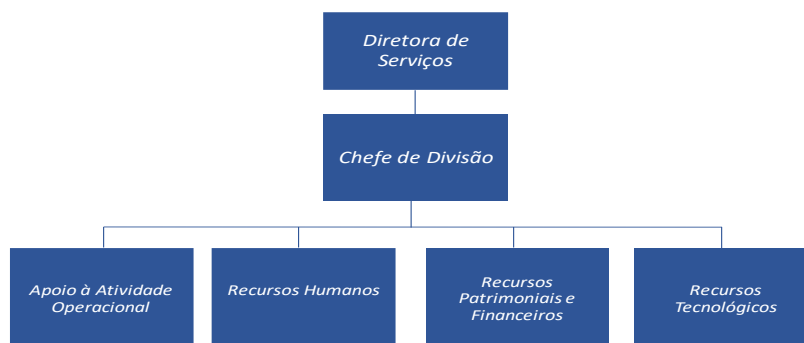 Diretora de
Serviços
Chefe de Divisão
Apoio à Atividade
Operacional
Recursos Humanos
Recursos
Patrimoniais e
Financeiros
Recursos
Tecnológicos